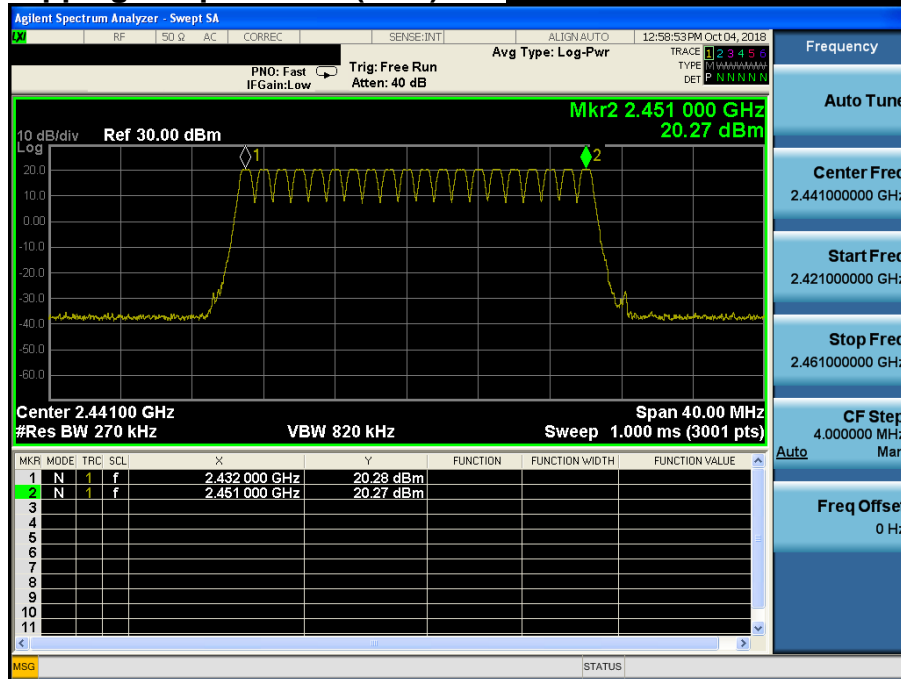 Agilent Spectrum Analyzer - Swept SA
LXI RF 50 Ω AC CORREC SENSE:INT ALIGN AUTO 12:58:53 PM Oct 04, 2018
Frequency
Avg Type: Log-Pwr TRACE 1 2 3 4 5 6
PNO: Fast Trig: Free Run TYPE M WWWWW
IFGain:Low Atten: 40 dB DET P N N N N N
Auto Tune
Mkr2 2.451 000 GHz
10 dB/div Ref 30.00 dBm 20.27 dBm
Log
1 2
20.0
10.0
0.00
-10.0
-20.0
-30.0
-40.0
-50.0
-60.0
Center Freq
2.441000000 GHz
Start Freq
2.421000000 GHz
Stop Freq
2.461000000 GHz
Center 2.44100 GHz Span 40.00 MHz
#Res BW 270 kHz VBW 820 kHz Sweep 1.000 ms (3001 pts)
CF Step
4.000000 MHz
Auto Man
MKR MODE TRC SCL X Y FUNCTION FUNCTION WIDTH FUNCTION VALUE
1 N 1 f 2.432 000 GHz 20.28 dBm
2 N 1 f 2.451 000 GHz 20.27 dBm
3
4
5
6
7
8
9
10
11
Freq Offset
0 Hz
MSG STATUS